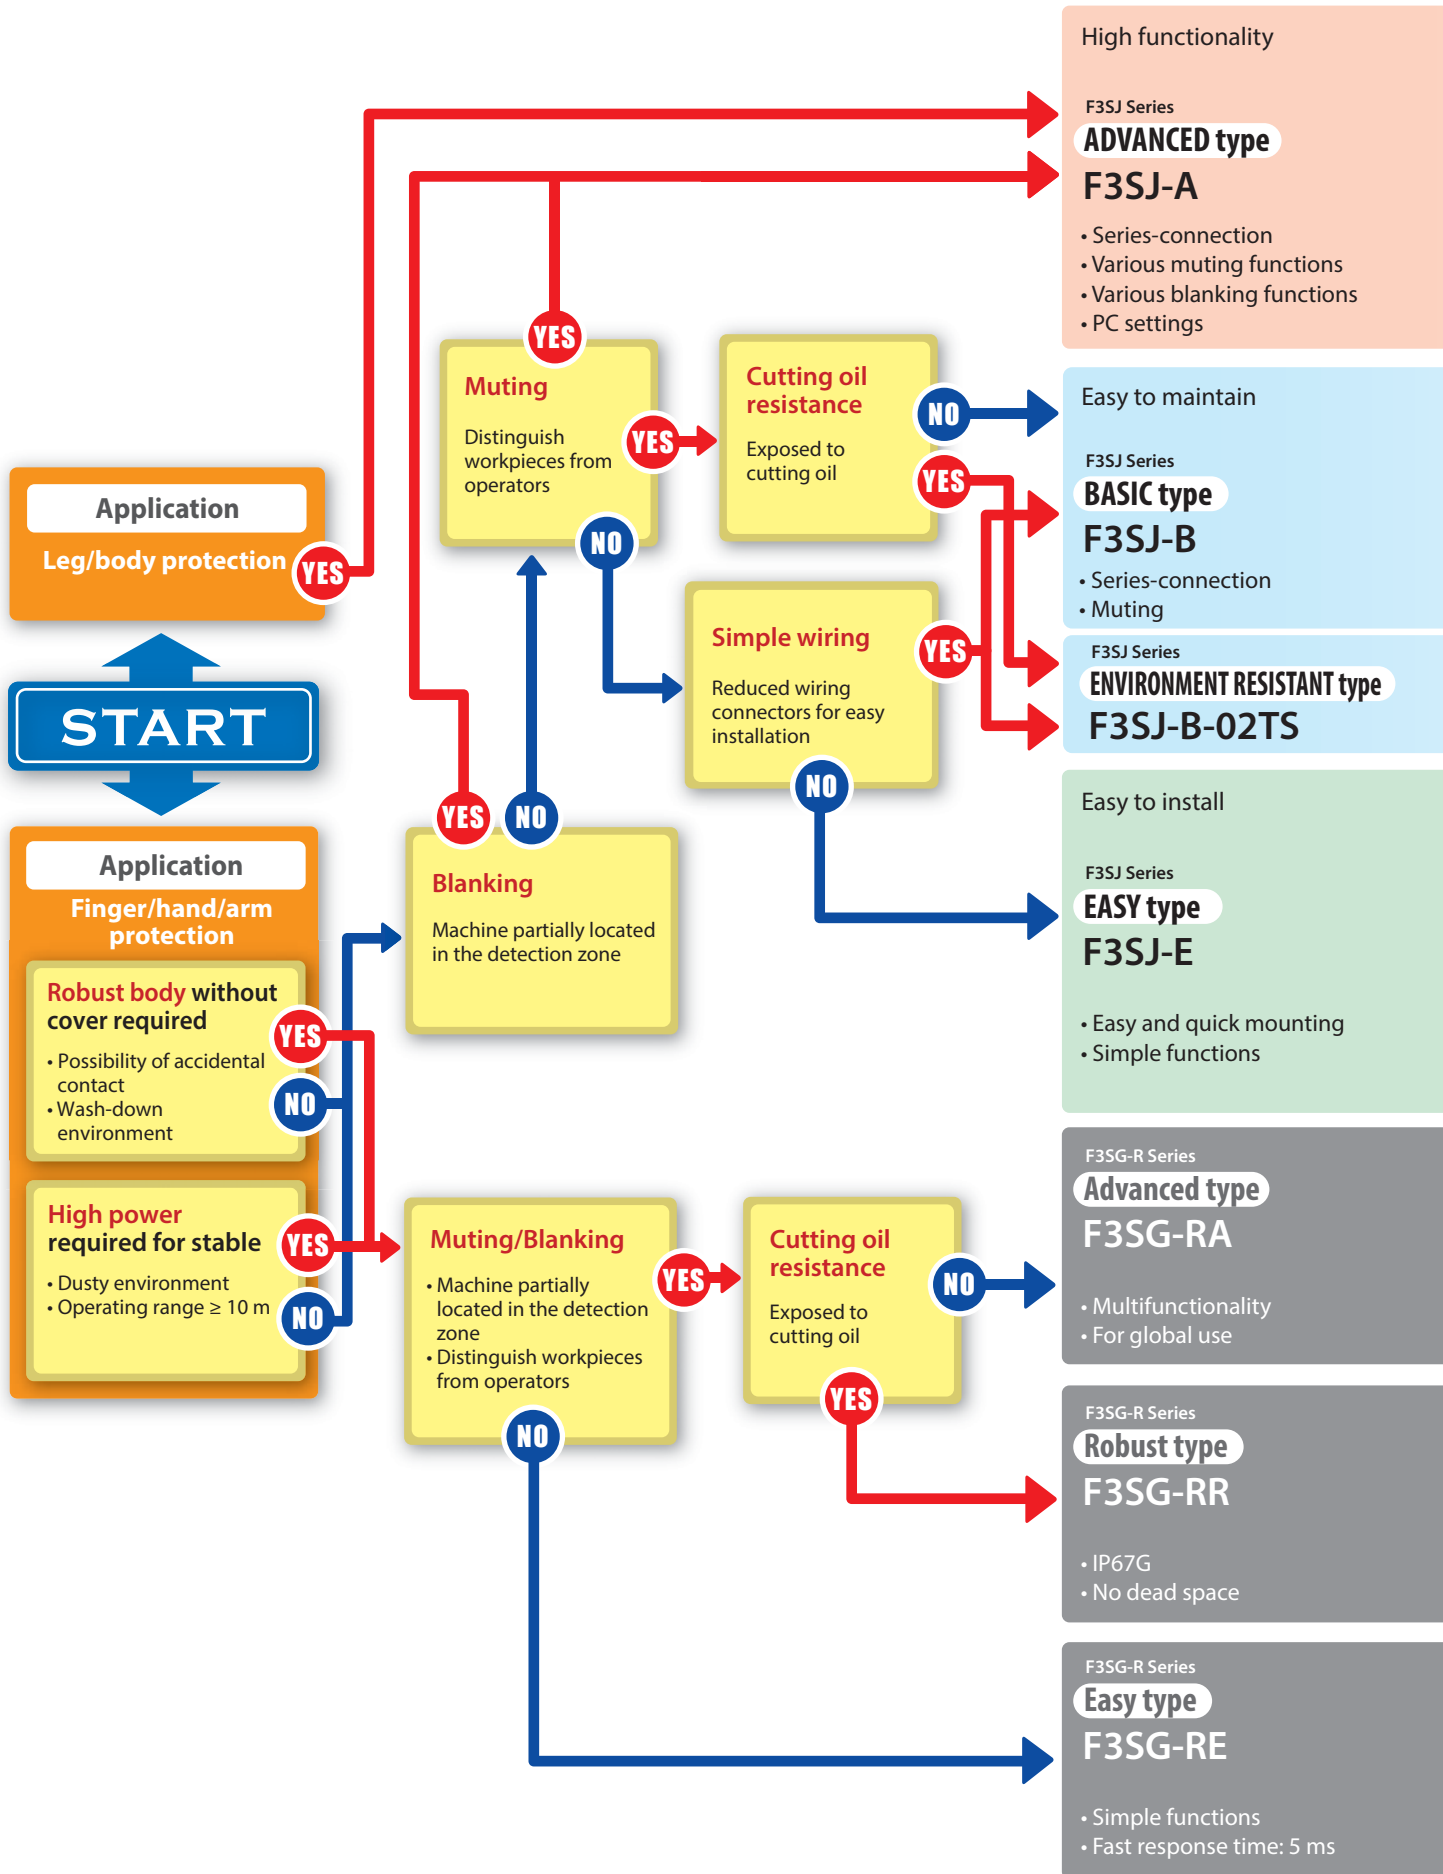 High functionality
F3SJ Series
ADVANCED type
F3SJ-A
• Series-connection
• Various muting functions
• Various blanking functions
• PC settings
YES
Muting
Distinguish
workpieces from
operators
YES
NO
Cutting oil
resistance
Exposed to
cutting oil
NO
YES
Easy to maintain
F3SJ Series
BASIC type
F3SJ-B
• Series-connection
• Muting
Application
Leg/body protection
YES
START
Simple wiring
Reduced wiring
connectors for easy
installation
YES
NO
F3SJ Series
ENVIRONMENT RESISTANT type
F3SJ-B-02TS
YES
NO
Blanking
Machine partially located
in the detection zone
Easy to install
F3SJ Series
EASY type
F3SJ-E
• Easy and quick mounting
• Simple functions
Application
Finger/hand/arm
protection
Robust body without
cover required
• Possibility of accidental
contact
• Wash-down
environment
YES
NO
High power
required for stable
• Dusty environment
• Operating range ≥ 10 m
YES
NO
Muting/Blanking
• Machine partially
located in the detection
zone
• Distinguish workpieces
from operators
YES
NO
Cutting oil
resistance
Exposed to
cutting oil
NO
YES
F3SG-R Series
Advanced type
F3SG-RA
• Multifunctionality
• For global use
F3SG-R Series
Robust type
F3SG-RR
• IP67G
• No dead space
F3SG-R Series
Easy type
F3SG-RE
• Simple functions
• Fast response time: 5 ms